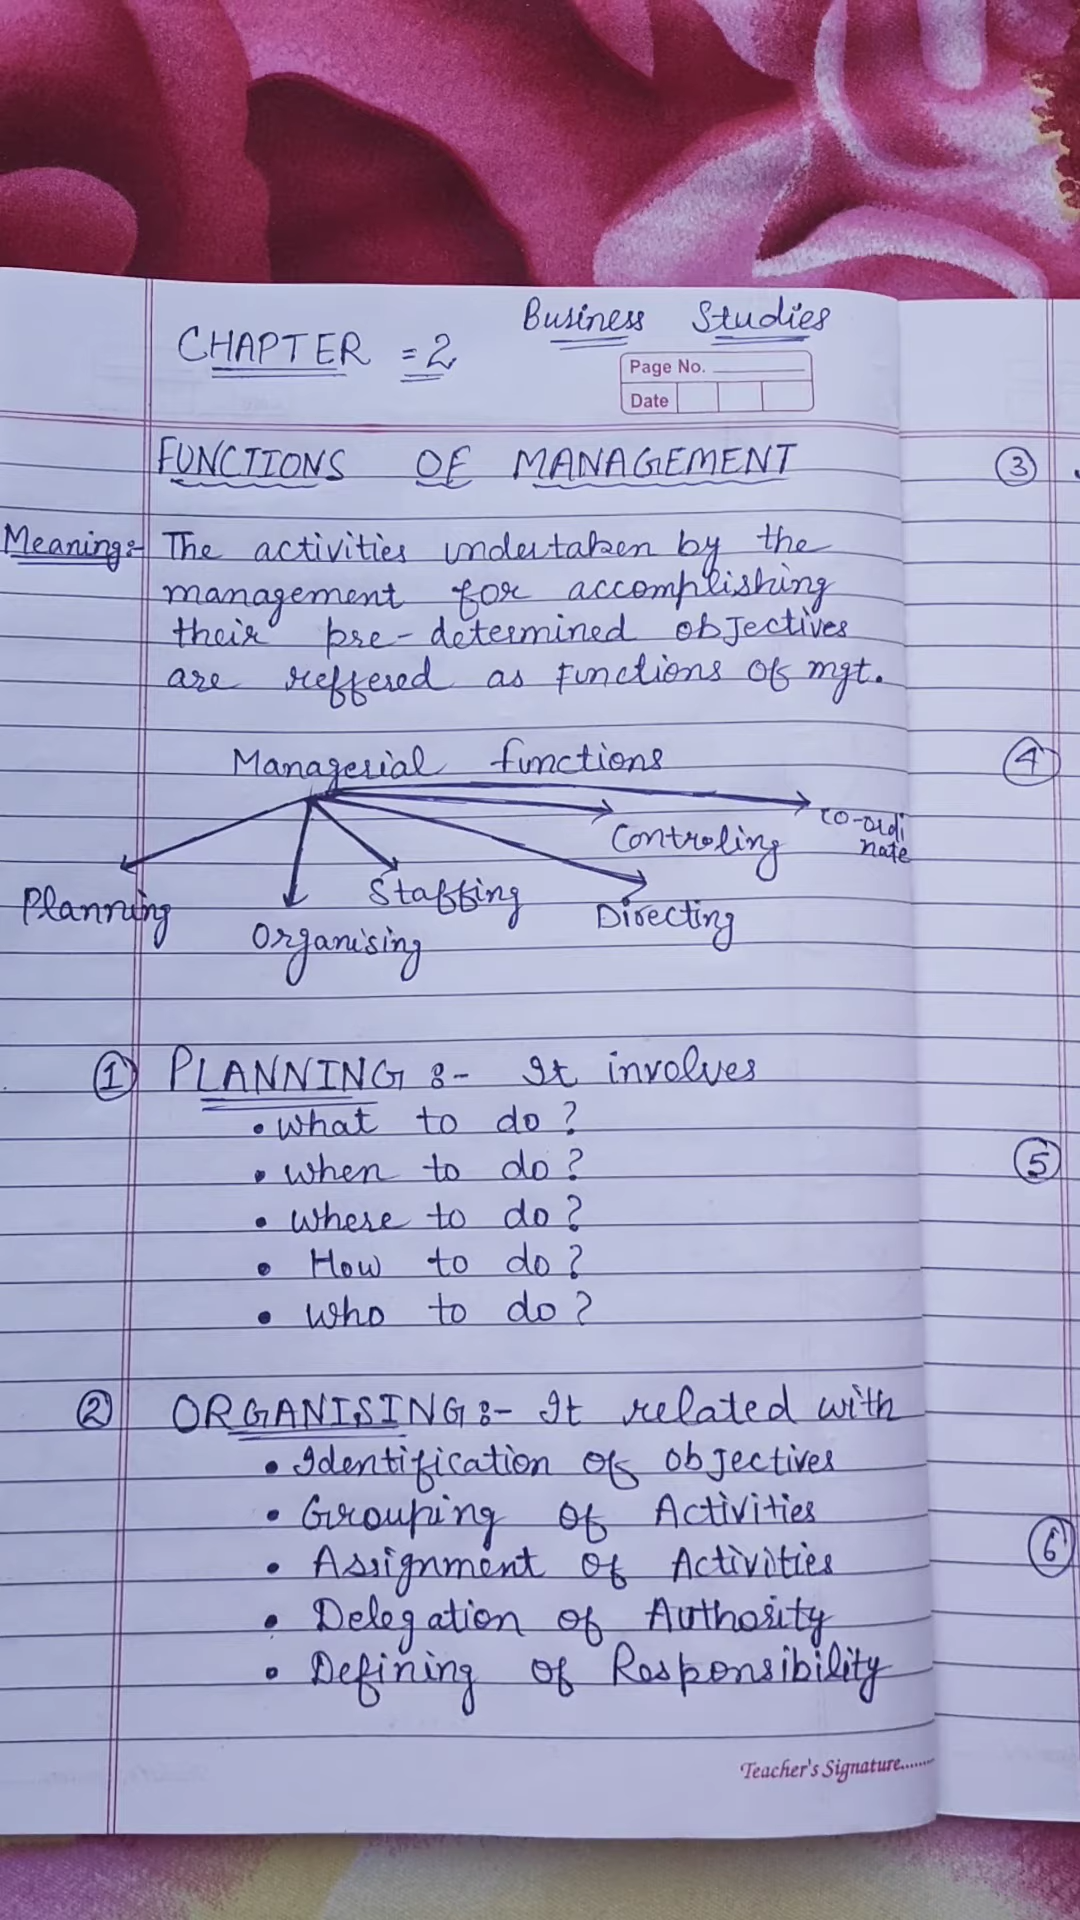 Business Studies
CHAPTER = 2
Page No.
Date
FUNCTIONS OF MANAGEMENT
Meaning:- The activities undertaken by the
management for accomplishing
their pre-determined objectives
are reffered as functions of mgt.
Managerial functions
Co-ordi
nate
Controling
Planning
Staffing
Directing
Organising
① PLANNING :- It involves
• What to do ?
• When to do ?
• Where to do ?
• How to do ?
• Who to do ?
② ORGANISING :- It related with
• Identification of objectives
• Grouping of Activities
• Assignment of Activities
• Delegation of Authority
• Defining of Responsibility
Teacher's Signature........
③
④
⑤
⑥